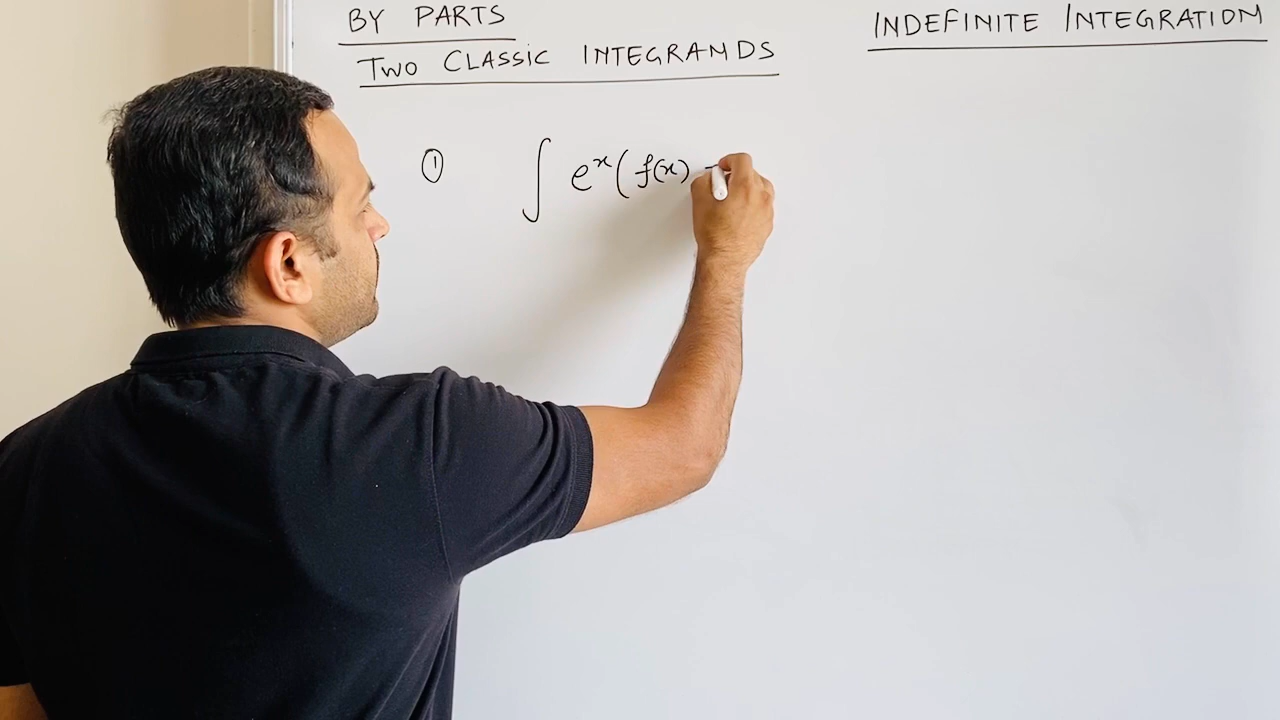 BY PARTS
TWO CLASSIC INTEGRANDS
INDEFINITE INTEGRATION
① ∫ eˣ( f(x) -